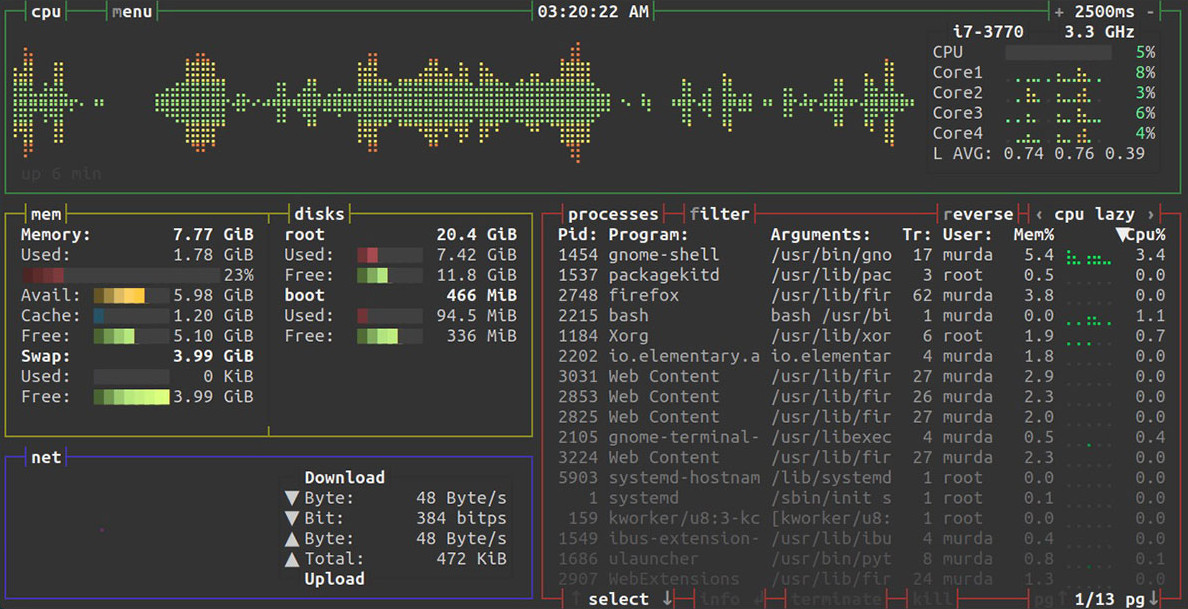 cpu menu 03:20:22 AM + 2500ms -
i7-3770 3.3 GHz
CPU 5%
Core1 8%
Core2 3%
Core3 6%
Core4 4%
L AVG: 0.74 0.76 0.39
up 6 min
mem
Memory: 7.77 GiB
Used: 1.78 GiB
23%
Avail: 5.98 GiB
Cache: 1.20 GiB
Free: 5.10 GiB
Swap: 3.99 GiB
Used: 0 KiB
Free: 3.99 GiB
disks
root 20.4 GiB
Used: 7.42 GiB
Free: 11.8 GiB
boot 466 MiB
Used: 94.5 MiB
Free: 336 MiB
net
Download
▼ Byte: 48 Byte/s
▼ Bit: 384 bitps
▲ Byte: 48 Byte/s
▲ Total: 472 KiB
Upload
processes filter reverse ‹ cpu lazy ›
Pid: Program: Arguments: Tr: User: Mem% ▼Cpu%
1454 gnome-shell /usr/bin/gno 17 murda 5.4 3.4
1537 packagekitd /usr/lib/pac 3 root 0.5 0.0
2748 firefox /usr/lib/fir 62 murda 3.8 0.0
2215 bash bash /usr/bi 1 murda 0.0 1.1
1184 Xorg /usr/lib/xor 6 root 1.9 0.7
2202 io.elementary.a io.elementar 4 murda 1.8 0.0
3031 Web Content /usr/lib/fir 27 murda 2.9 0.0
2853 Web Content /usr/lib/fir 26 murda 2.3 0.0
2825 Web Content /usr/lib/fir 27 murda 2.0 0.0
2105 gnome-terminal- /usr/libexec 4 murda 0.5 0.4
3224 Web Content /usr/lib/fir 27 murda 2.3 0.0
5903 systemd-hostnam /lib/systemd 1 root 0.0 0.0
1 systemd /sbin/init s 1 root 0.1 0.0
159 kworker/u8:3-kc [kworker/u8: 1 root 0.0 0.0
1549 ibus-extension- /usr/lib/ibu 4 murda 0.4 0.0
1686 ulauncher /usr/bin/pyt 8 murda 0.8 0.1
2907 WebExtensions /usr/lib/fir 24 murda 1.3 0.0
↑ select ↓ info ↲ terminate kill pg↑ 1/13 pg↓